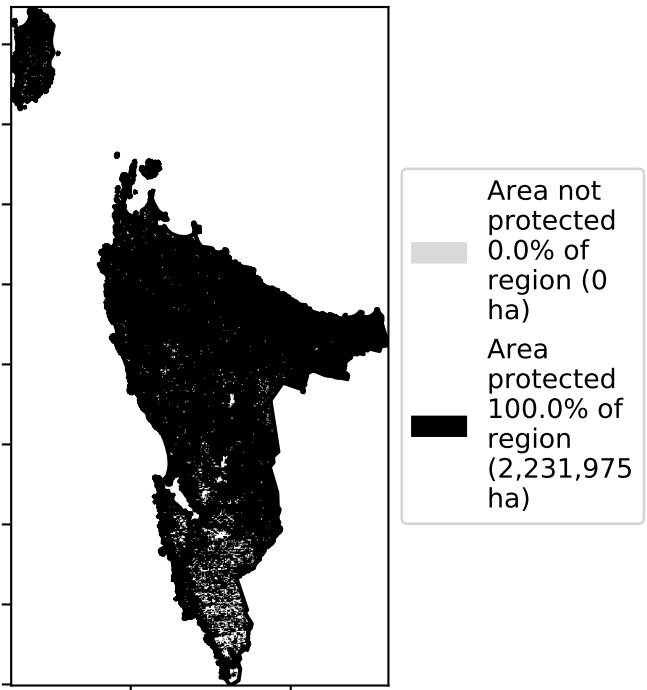 Area not
protected
0.0% of
region (0
ha)
Area
protected
100.0% of
region
(2,231,975
ha)